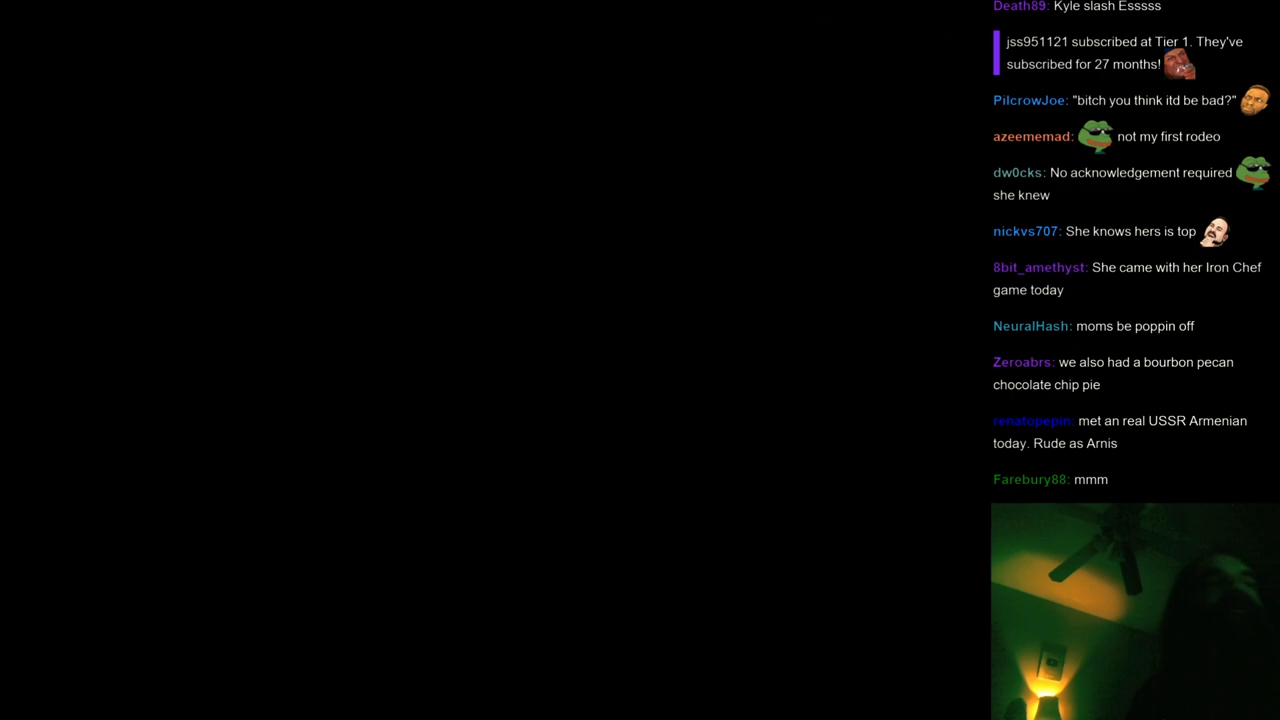 Death89: Kyle slash Esssss
jss951121 subscribed at Tier 1. They've
subscribed for 27 months!
PilcrowJoe: "bitch you think itd be bad?"
azeememad: not my first rodeo
dw0cks: No acknowledgement required
she knew
nickvs707: She knows hers is top
8bit_amethyst: She came with her Iron Chef
game today
NeuralHash: moms be poppin off
Zeroabrs: we also had a bourbon pecan
chocolate chip pie
renatopepin: met an real USSR Armenian
today. Rude as Arnis
Farebury88: mmm